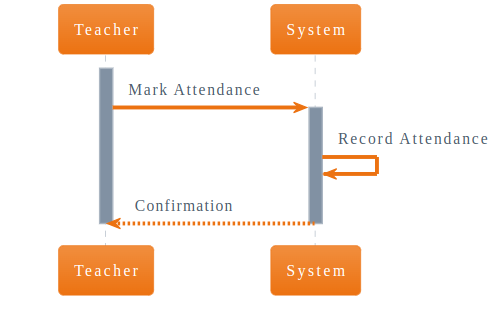 Teacher
System
Mark Attendance
Record Attendance
Confirmation
Teacher
System